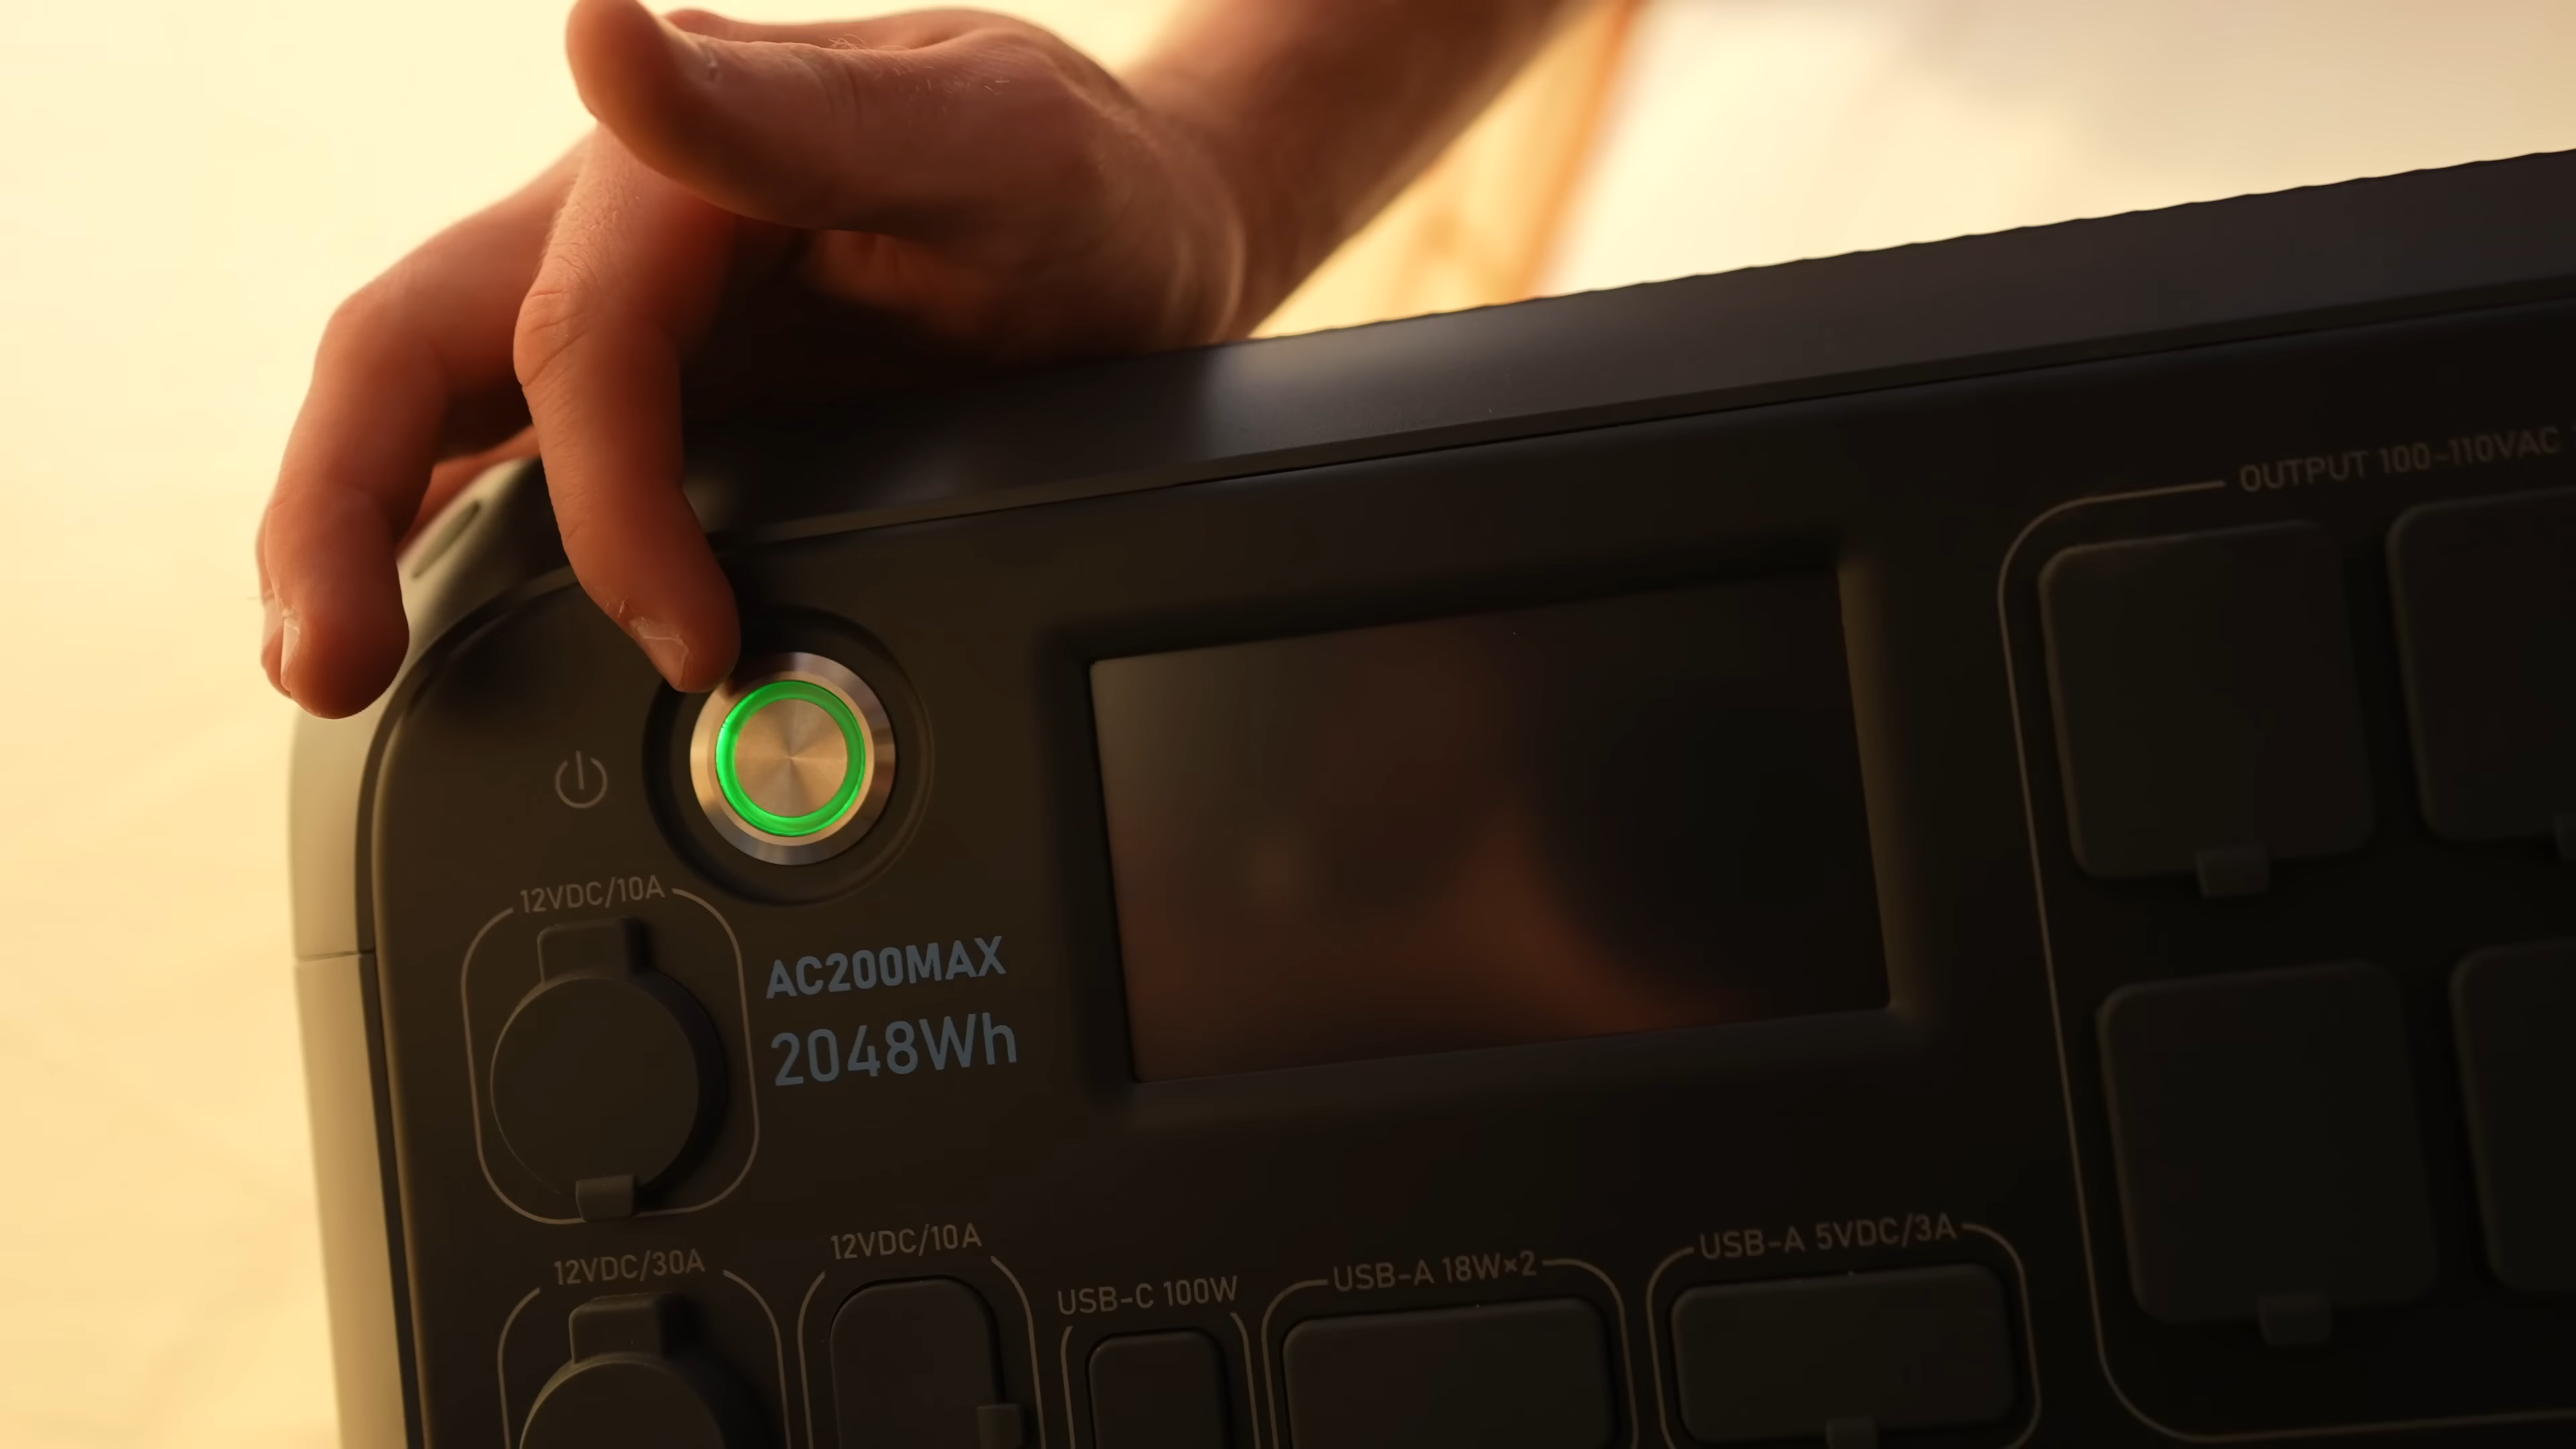 OUTPUT 100~110VAC
12VDC/10A
AC200MAX
2048Wh
12VDC/30A
12VDC/10A
USB-C 100W
USB-A 18W×2
USB-A 5VDC/3A